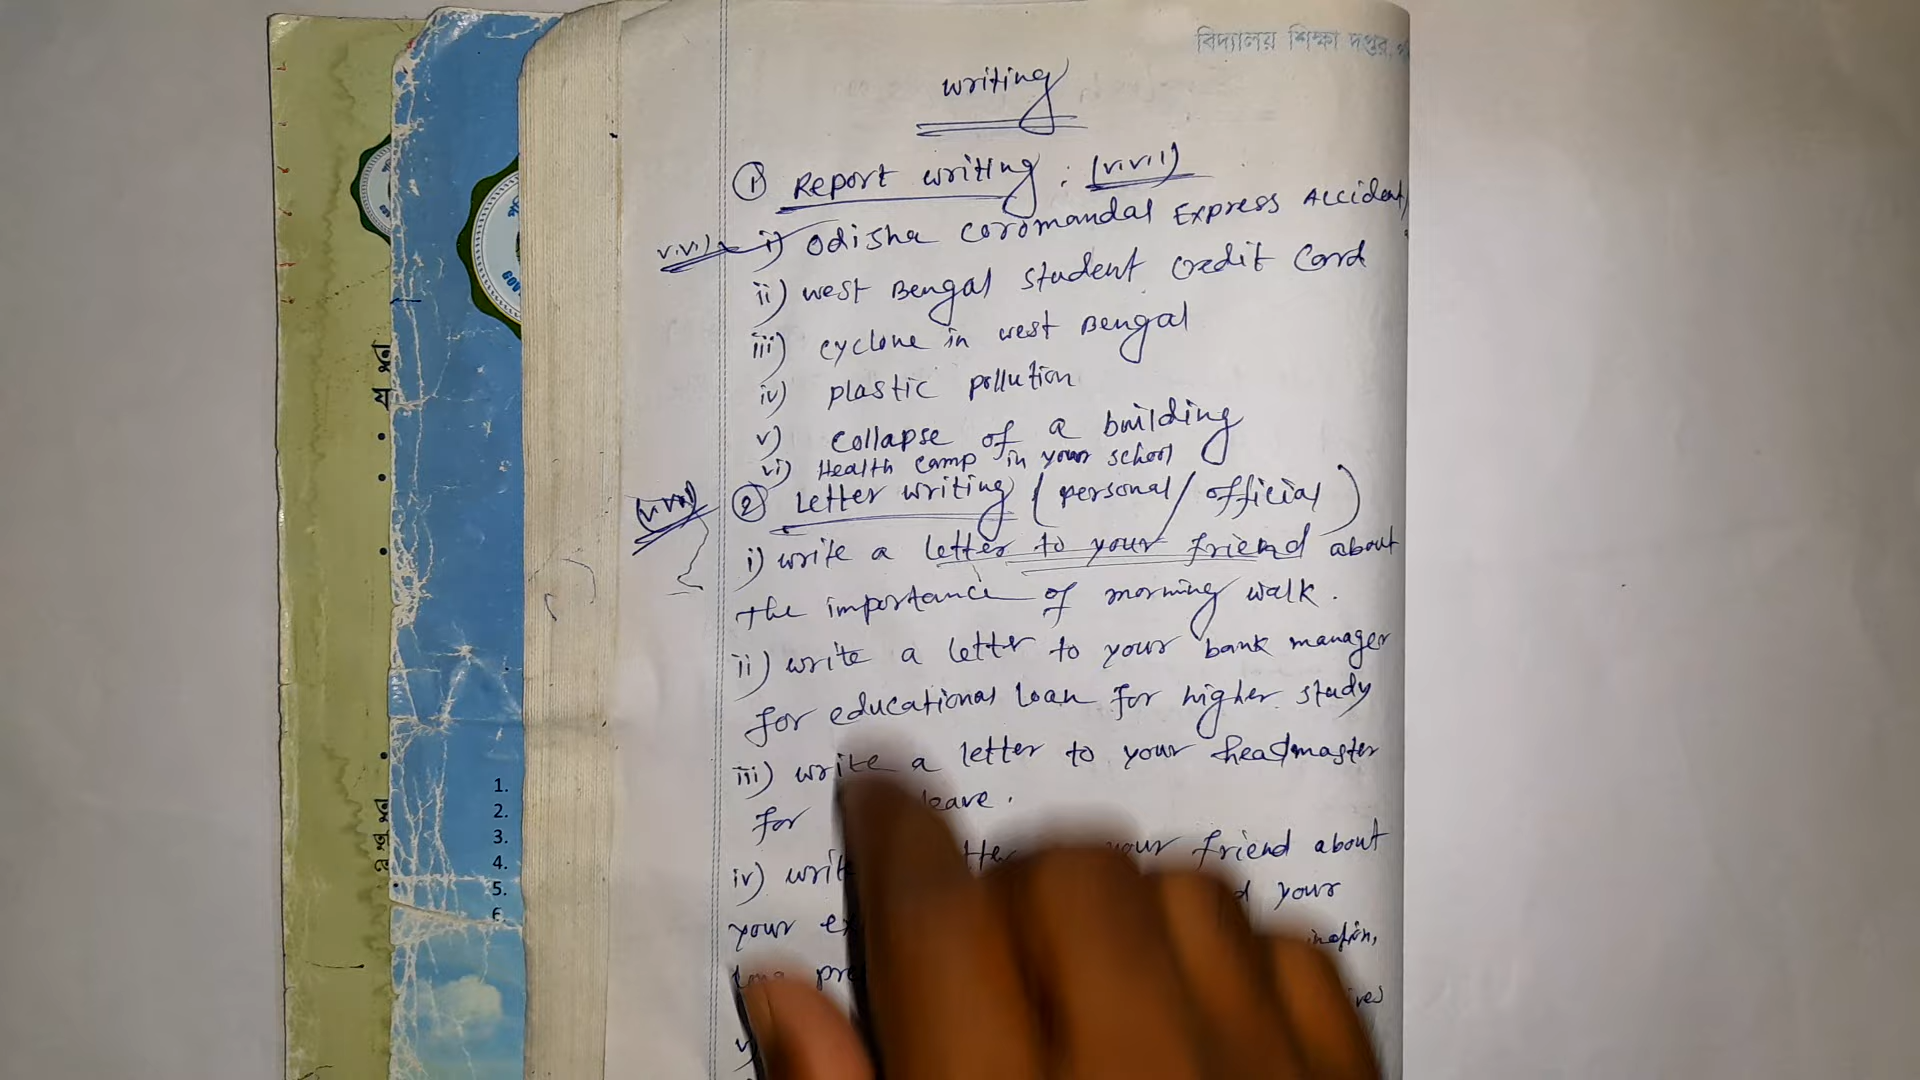 বিদ্যালয় শিক্ষা দপ্তর,
writing
① Report writing : (v.v.i)
v.v.i i) Odisha Coromandal Express Accident
ii) west Bengal student credit Card
iii) cyclone in west Bengal
iv) plastic pollution
v) collapse of a building
vi) Health camp in your school
② Letter writing (personal/official)
i) write a letter to your friend about
the importance of morning walk.
ii) write a letter to your bank manager
for educational loan for higher study
iii) write a letter to your headmaster
for leave.
iv) your friend about
your your
long
v)
1.
2.
3.
4.
5.
6.